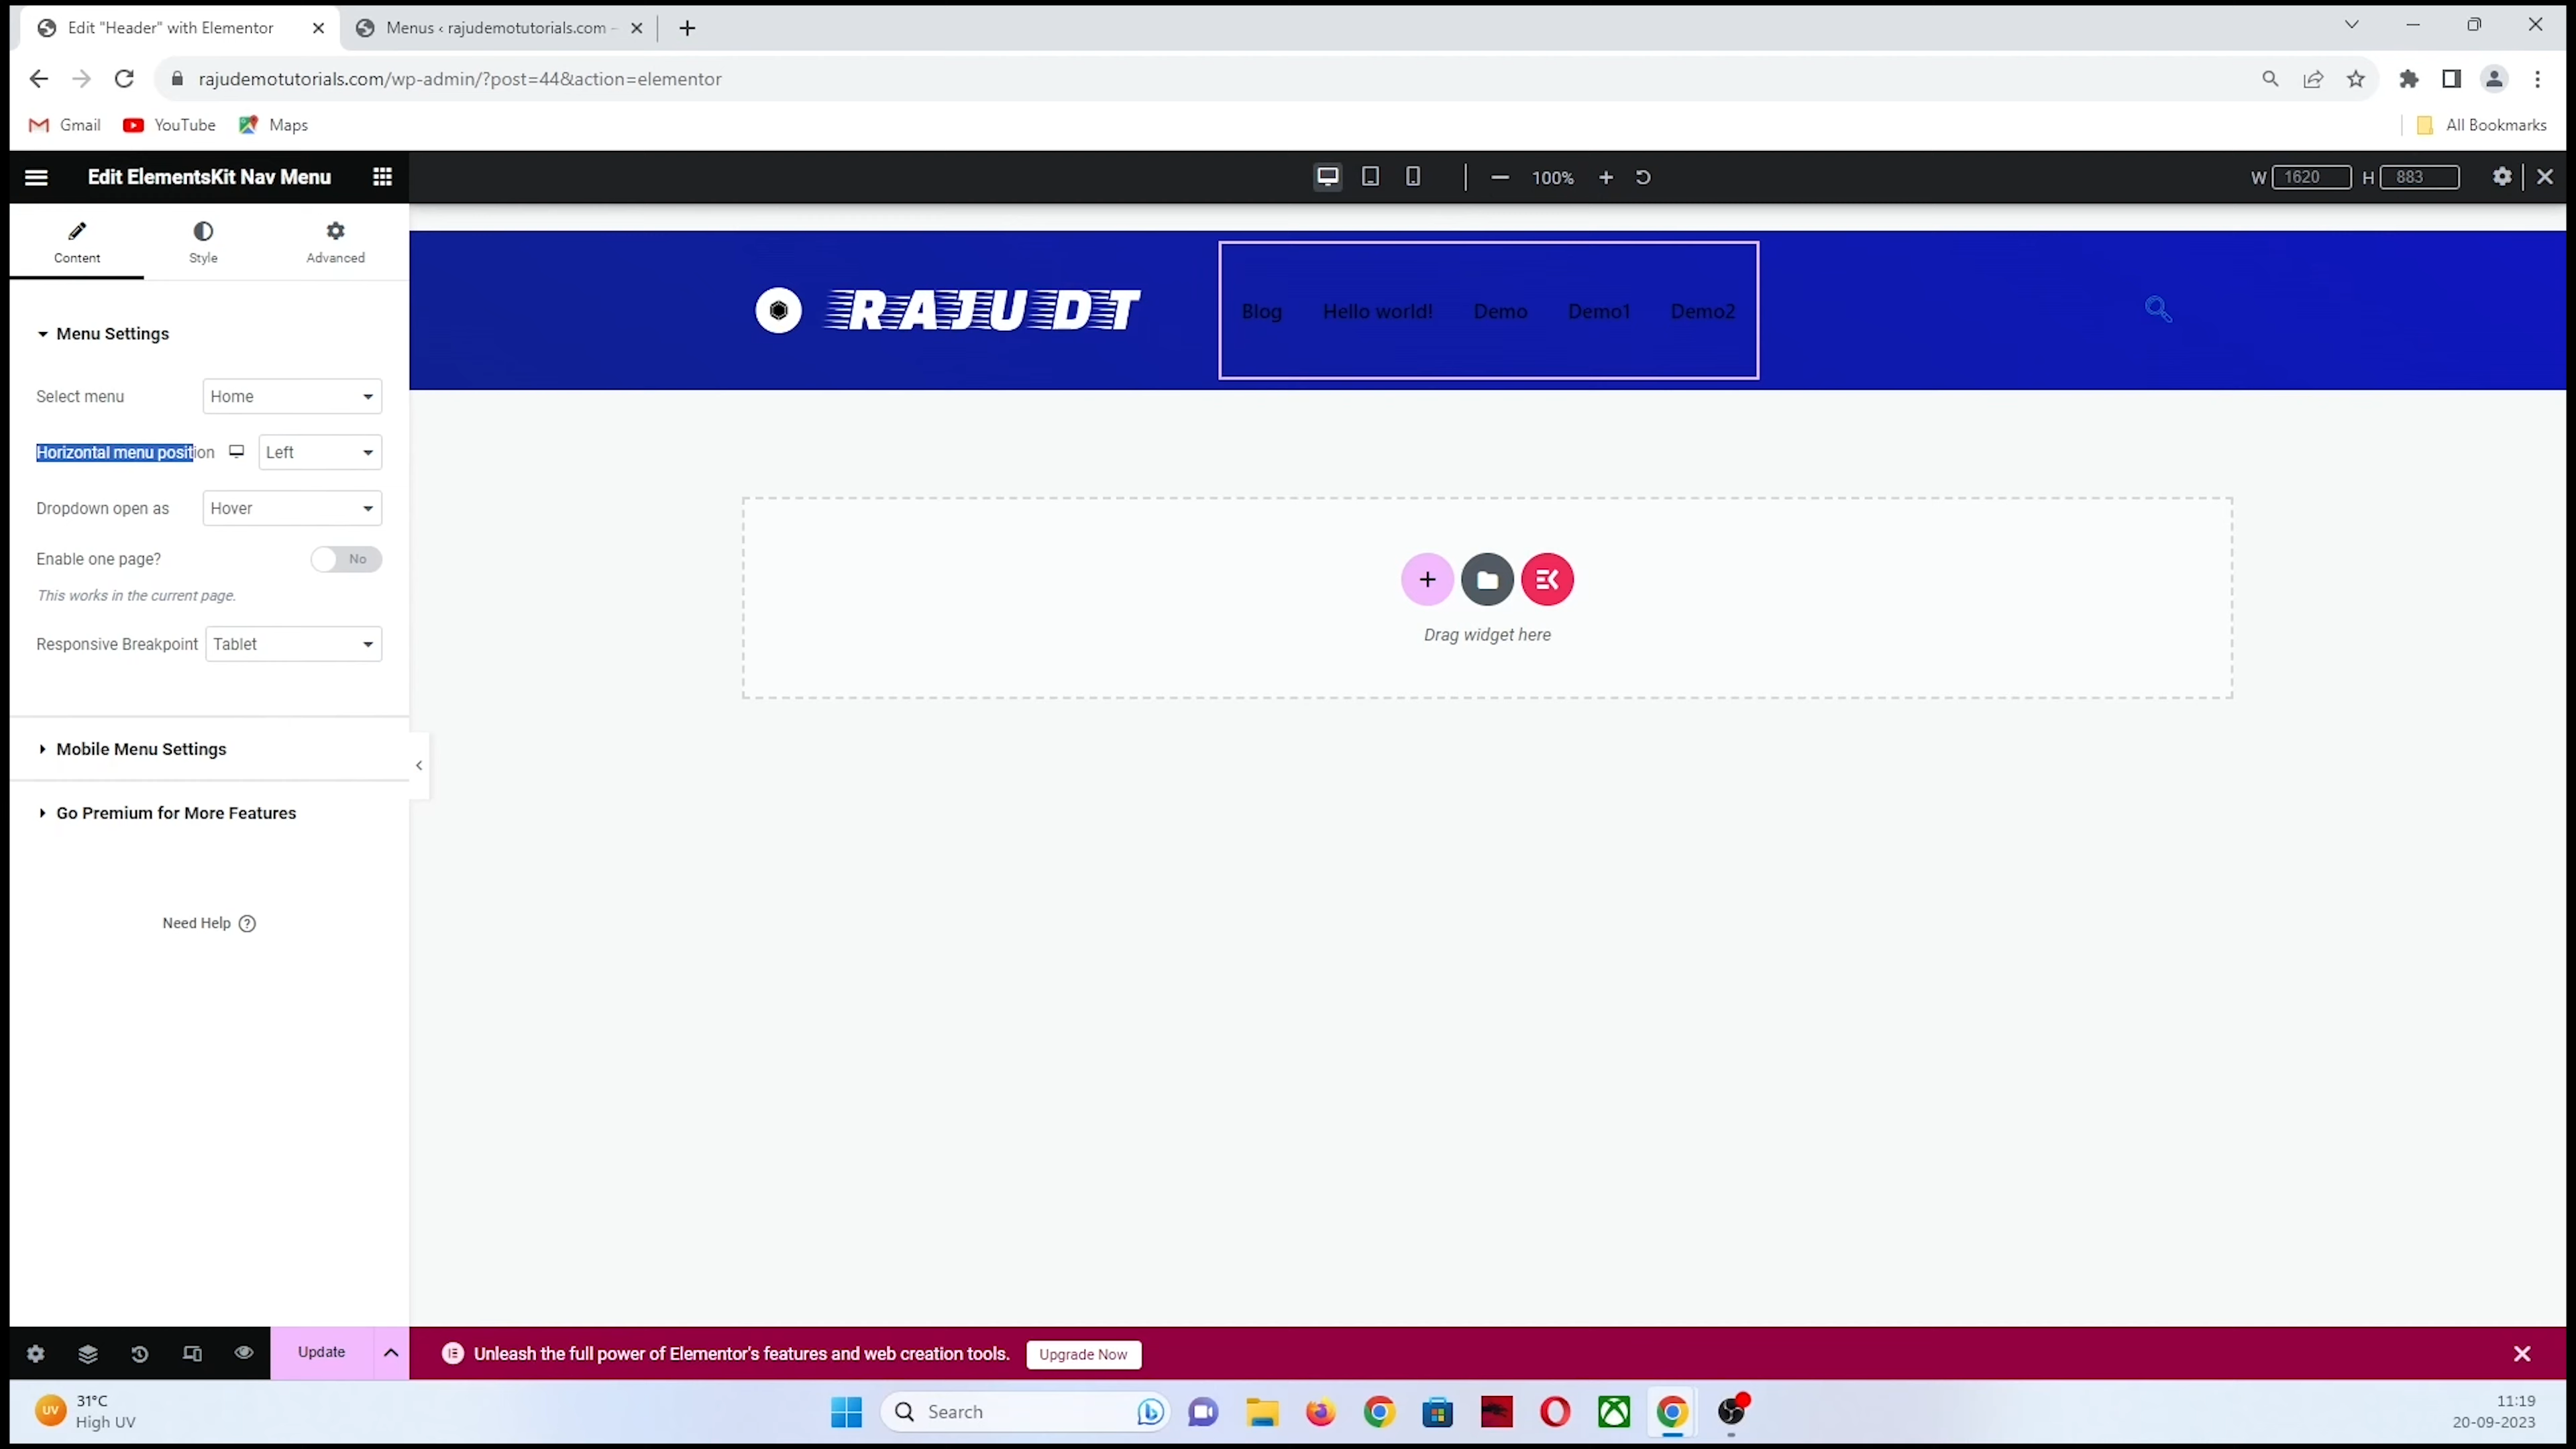 Edit "Header" with Elementor
Menus ‹ rajudemotutorials.com -
rajudemotutorials.com/wp-admin/?post=44&action=elementor
Gmail
YouTube
Maps
All Bookmarks
Edit ElementsKit Nav Menu
100%
W 1620 H 883
Content
Style
Advanced
RAJU DT
Blog
Hello world!
Demo
Demo1
Demo2
Menu Settings
Select menu
Home
Horizontal menu position
Left
Dropdown open as
Hover
Enable one page?
No
This works in the current page.
Responsive Breakpoint
Tablet
Drag widget here
Mobile Menu Settings
Go Premium for More Features
Need Help
Update
Unleash the full power of Elementor's features and web creation tools.
Upgrade Now
UV
31°C
High UV
Search
11:19
20-09-2023